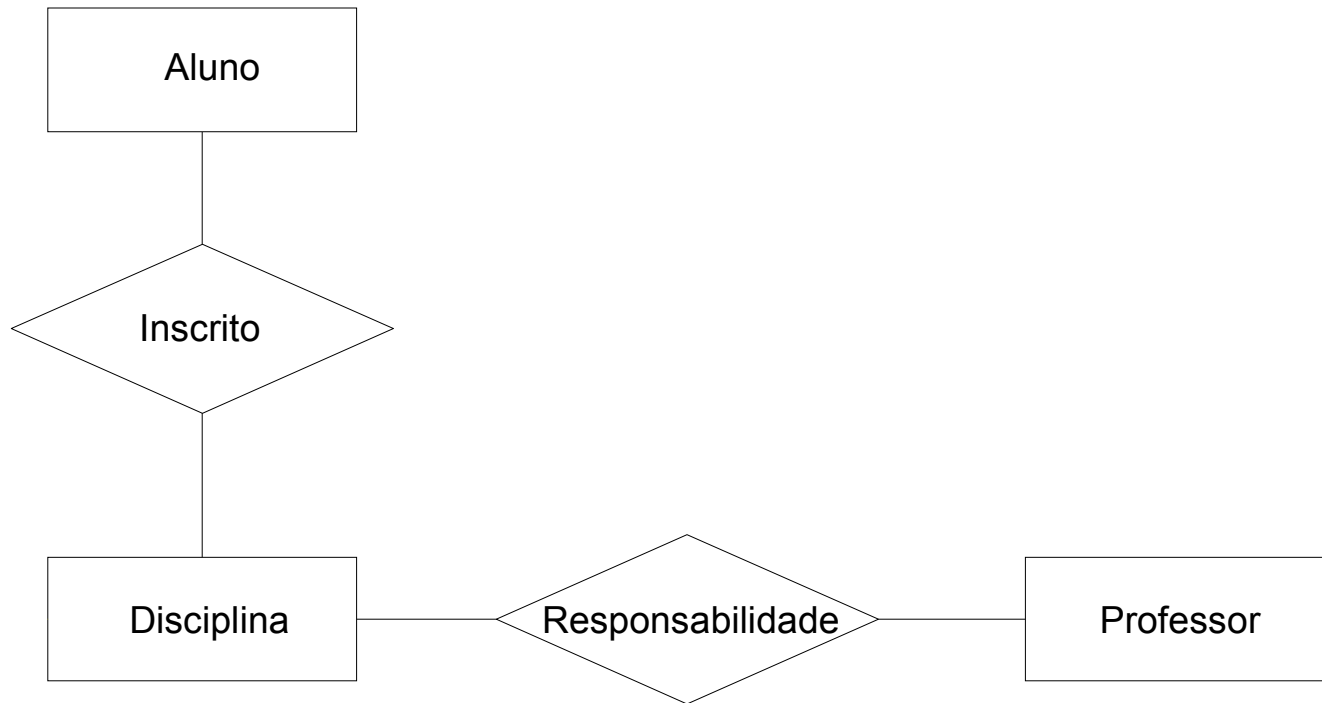 Aluno
Inscrito
Disciplina
Responsabilidade
Professor